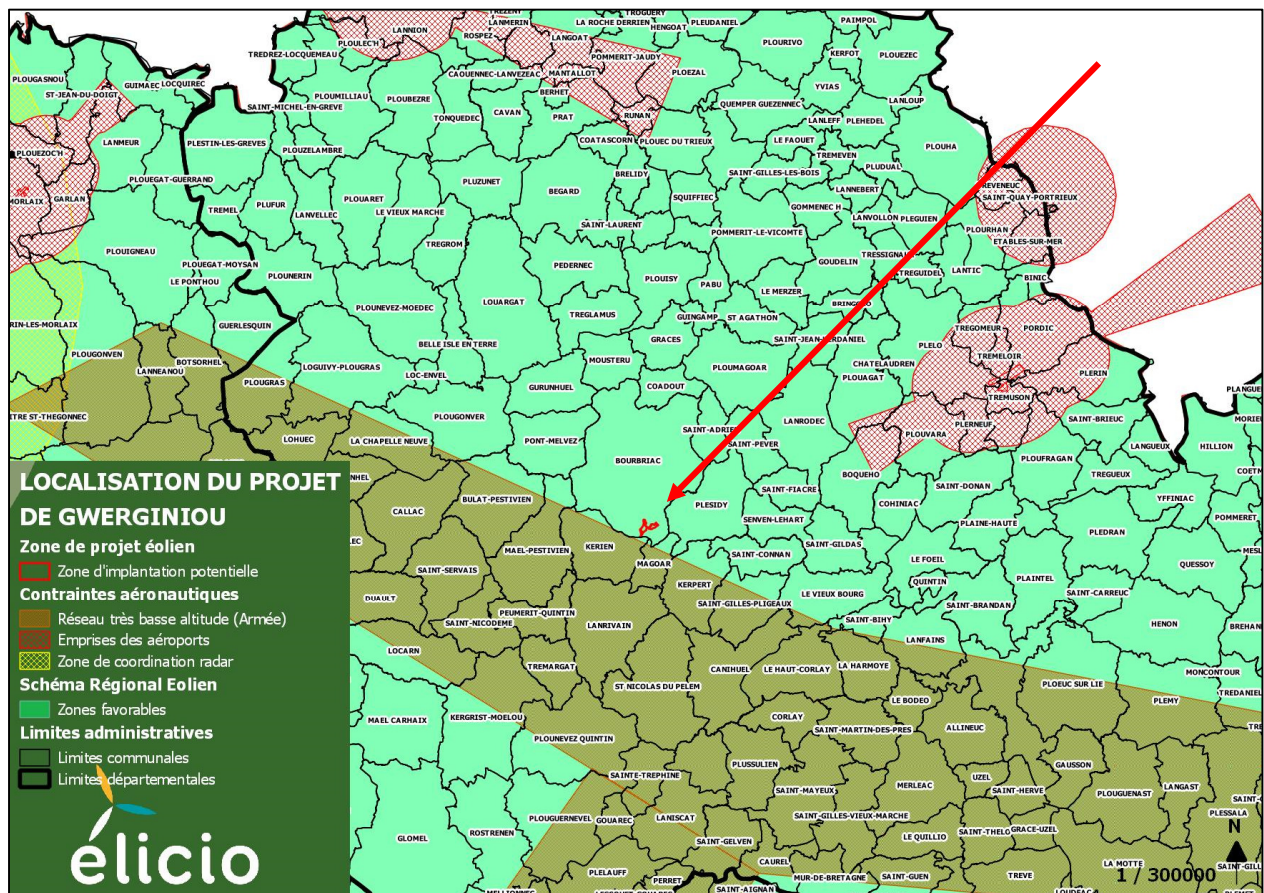 TROGUERY
TREZENT
LANMERIN
LA ROCHE DERRIEN
HENGOAT
PLEUDANIEL
PAIMPOL
LANNION
ROSPEZ
PLOULEC'H
LANGOAT
PLOURIVO
KERFOT
PLOUEZEC
TREDREZ-LOCQUEMEAU
POMMERIT-JAUDY
PLOUGASNOU
GUIMAEC
LOCQUIREC
CAOUENNEC-LANVEZEAC
MANTALLOT
PLOEZAL
YVIAS
ST-JEAN-DU-DOIGT
PLOUMILLIAU
PLOUBEZRE
BERHET
SAINT-MICHEL-EN-GREVE
CAVAN
PRAT
RUNAN
QUEMPER GUEZENNEC
LANLOUP
TONQUEDEC
LANLEFF
PLEHEDEL
LANMEUR
PLESTIN-LES-GREVES
PLOUZELAMBRE
COATASCORN
PLOUEC DU TRIEUX
LE FAOUET
PLOUHA
PLOUEZOC'H
TREMEVEN
PLUDUAL
PLOUEGAT-GUERRAND
PLUZUNET
BRELIDY
SAINT-GILLES-LES-BOIS
MORLAIX
GARLAN
PLOUARET
BEGARD
SQUIFFIEC
LANNEBERT
REVENEUC
SAINT-QUAY-PORTRIEUX
TREMEL
PLUFUR
LANVELLEC
LE VIEUX MARCHE
GOMMENEC H
LANVOLLON
PLEGUIEN
SAINT-LAURENT
POMMERIT-LE-VICOMTE
PLOURHAN
ETABLES-SUR-MER
PLOUIGNEAU
TREGROM
TRESSIGNAUX
PLOUEGAT-MOYSAN
PLOUNERIN
PEDERNEC
PLOUISY
GOUDELIN
TREGUIDEL
LANTIC
BINIC
LE PONTHOU
PABU
LE MERZER
LOUARGAT
PLOUNEVEZ-MOEDEC
BRINGOLO
RIN-LES-MORLAIX
GUERLESQUIN
TREGLAMUS
GUINGAMP
ST AGATHON
TREGOMEUR
PORDIC
BELLE ISLE EN TERRE
GRACES
SAINT-JEAN-KERDANIEL
PLELO
PLOUGONVEN
BOTSORHEL
LANNEANOU
LOGUIVY-PLOUGRAS
MOUSTERU
PLOUMAGOAR
CHATELAUDREN
TREMELOIR
LOC-ENVEL
PLOUAGAT
PLERIN
PLOUGRAS
GURUNHUEL
COADOUT
PLANGUE
TREMUSON
ITRE ST-THEGONNEC
PLOUGONVER
LANRODEC
SAINT-BRIEUC
MORIE
SAINT-ADRIEN
PLERNEUF
LOHUEC
LA CHAPELLE NEUVE
PONT-MELVEZ
SAINT-PEVER
PLOUVARA
LANGUEUX
HILLION
BOURBRIAC
PLOUFRAGAN
TREGUEUX
COETM
BOQUEHO
SAINT-DONAN
NHEL
SAINT-FIACRE
YFFINIAC
BULAT-PESTIVIEN
PLESIDY
COHINIAC
POMMERET
CALLAC
SENVEN-LEHART
PLAINE-HAUTE
PLEDRAN
LEC
MAEL-PESTIVIEN
KERIEN
SAINT-GILDAS
SAINT-CONNAN
MESL
MAGOAR
LE FOEIL
QUESSOY
SAINT-SERVAIS
KERPERT
QUINTIN
PLAINTEL
LE VIEUX BOURG
SAINT-CARREUC
DUAULT
SAINT-GILLES-PLIGEAUX
SAINT-BRANDAN
PEUMERIT-QUINTIN
SAINT-NICODEME
LANRIVAIN
SAINT-BIHY
HENON
BREHAN
LANFAINS
LOCARN
TREMARGAT
CANIHUEL
LE HAUT-CORLAY
LA HARMOYE
MONCONTOUR
ST NICOLAS DU PELEM
PLOEUC SUR LIE
TREDANIEL
LE BODEO
PLEMY
MAEL CARHAIX
KERGRIST-MOELOU
CORLAY
SAINT-MARTIN-DES-PRES
ALLINEUC
TRE
PLOUNEVEZ QUINTIN
PLUSSULIEN
GAUSSON
SAINTE-TREPHINE
UZEL
SAINT-MAYEUX
MERLEAC
SAINT-HERVE
PLOUGUENAST
LANGAST
SAINT-G
PLOUGUERNEVEL
GOUAREC
LANISCAT
SAINT-GILLES-VIEUX-MARCHE
PLESSALA
GLOMEL
ROSTRENEN
SAINT-GELVEN
LE QUILLIO
SAINT-THELO
GRACE-UZEL
CAUREL
LA MOTTE
SAINT-GILL
PLELAUFF
PERRET
MUR-DE-BRETAGNE
SAINT-GUEN
TREVE
MELLIONNEC
SAINT-AIGNAN
LOUDEAC
PLEMET
LOCALISATION DU PROJET
DE GWERGINIOU
Zone de projet éolien
Zone d'implantation potentielle
Contraintes aéronautiques
Réseau très basse altitude (Armée)
Emprises des aéroports
Zone de coordination radar
Schéma Régional Eolien
Zones favorables
Limites administratives
Limites communales
Limites départementales
élicio
N
1 / 300000